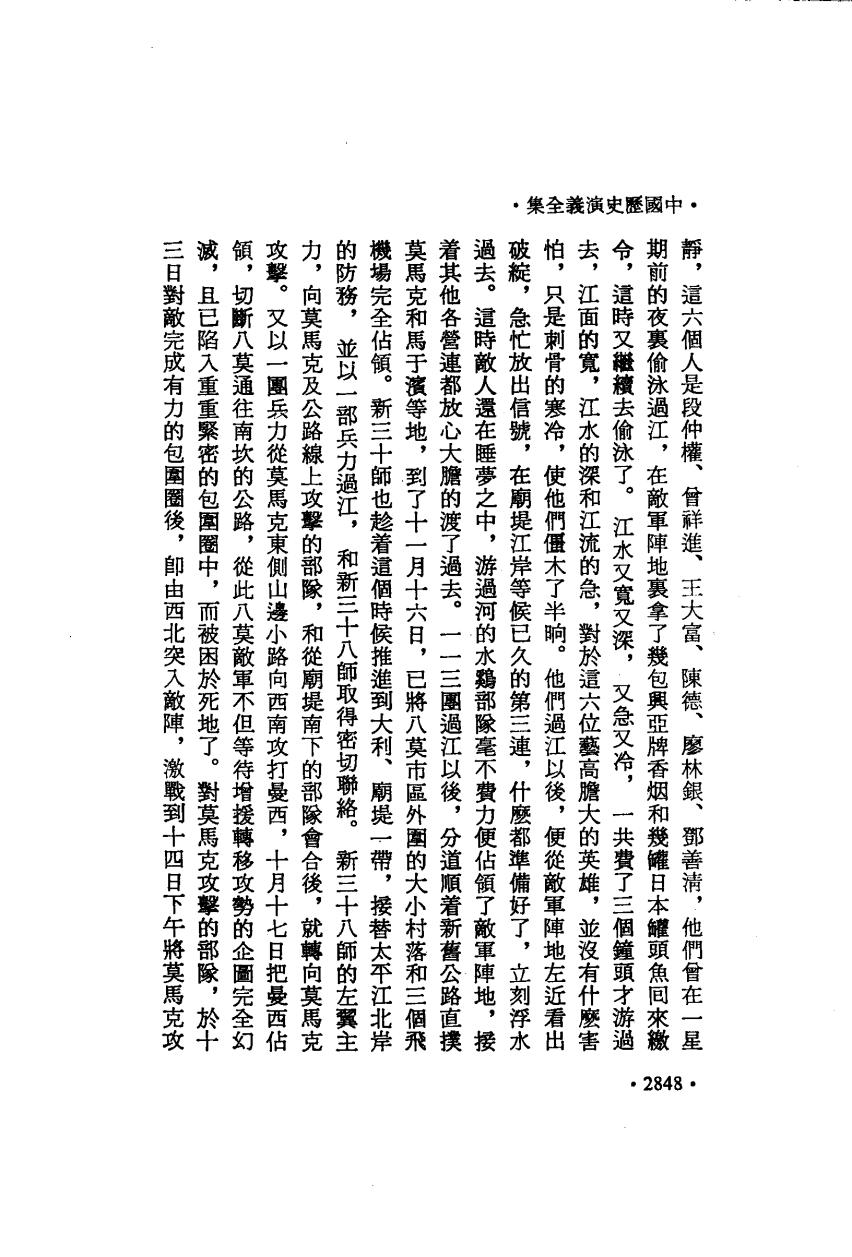 ·中國歷史演義全集·
靜，這六個人是段仲權、曾祥進、王大富、陳德、廖林銀、鄧善清，他們曾在一星
期前的夜裏偷泳過江，在敵軍陣地裏拿了幾包興亞牌香烟和幾罐日本罐頭魚回來繳
令，這時又繼續去偷泳了。江水又寬又深，又急又冷，一共費了三個鐘頭才游過
去，江面的寬，江水的深和江流的急，對於這六位藝高膽大的英雄，並沒有什麼害
怕，只是刺骨的寒冷，使他們僵木了半晌。他們過江以後，便從敵軍陣地左近看出
破綻，急忙放出信號，在廟堤江岸等候已久的第三連，什麼都準備好了，立刻浮水
過去。這時敵人還在睡夢之中，游過河的水鷄部隊毫不費力便佔領了敵軍陣地，接
着其他各營連都放心大膽的渡了過去。一一三團過江以後，分道順着新舊公路直撲
莫馬克和馬于濱等地，到了十一月十六日，已將八莫市區外圍的大小村落和三個飛
機場完全佔領。新三十師也趁着這個時候推進到大利、廟堤一帶，接替太平江北岸
的防務，並以一部兵力過江，和新三十八師取得密切聯絡。新三十八師的左翼主
力，向莫馬克及公路線上攻擊的部隊，和從廟堤南下的部隊會合後，就轉向莫馬克
攻擊。又以一團兵力從莫馬克東側山邊小路向西南攻打曼西，十月十七日把曼西佔
領，切斷八莫通往南坎的公路，從此八莫敵軍不但等待增援轉移攻勢的企圖完全幻
滅，且已陷入重重緊密的包圍圈中，而被困於死地了。對莫馬克攻擊的部隊，於十
三日對敵完成有力的包圍圈後，卽由西北突入敵陣，激戰到十四日下午將莫馬克攻
·2848·